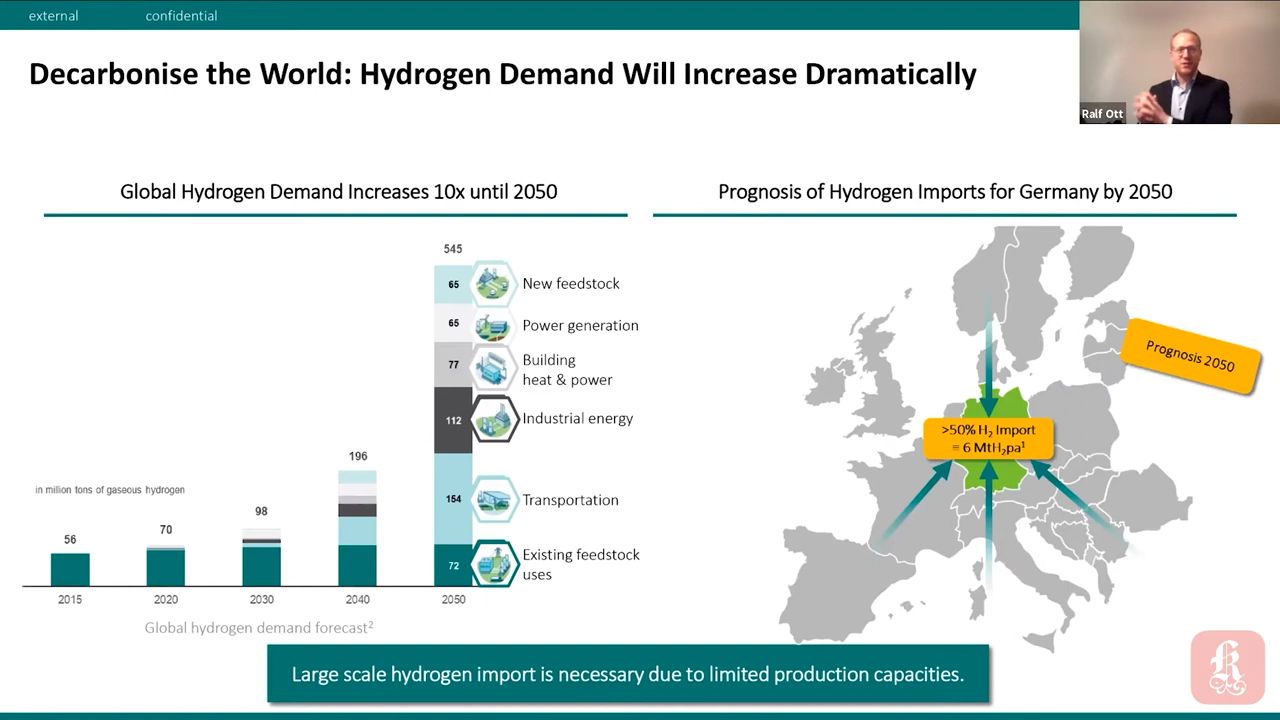 external confidential
Decarbonise the World: Hydrogen Demand Will Increase Dramatically
Ralf Ott
Global Hydrogen Demand Increases 10x until 2050
545
65
New feedstock
65
Power generation
77
Building
heat & power
112
Industrial energy
196
in million tons of gaseous hydrogen
154
Transportation
98
70
56
72
Existing feedstock
uses
2015 2020 2030 2040 2050
Global hydrogen demand forecast²
Prognosis of Hydrogen Imports for Germany by 2050
Prognosis 2050
>50% H₂ Import
≡ 6 MtH₂pa¹
Large scale hydrogen import is necessary due to limited production capacities.
K